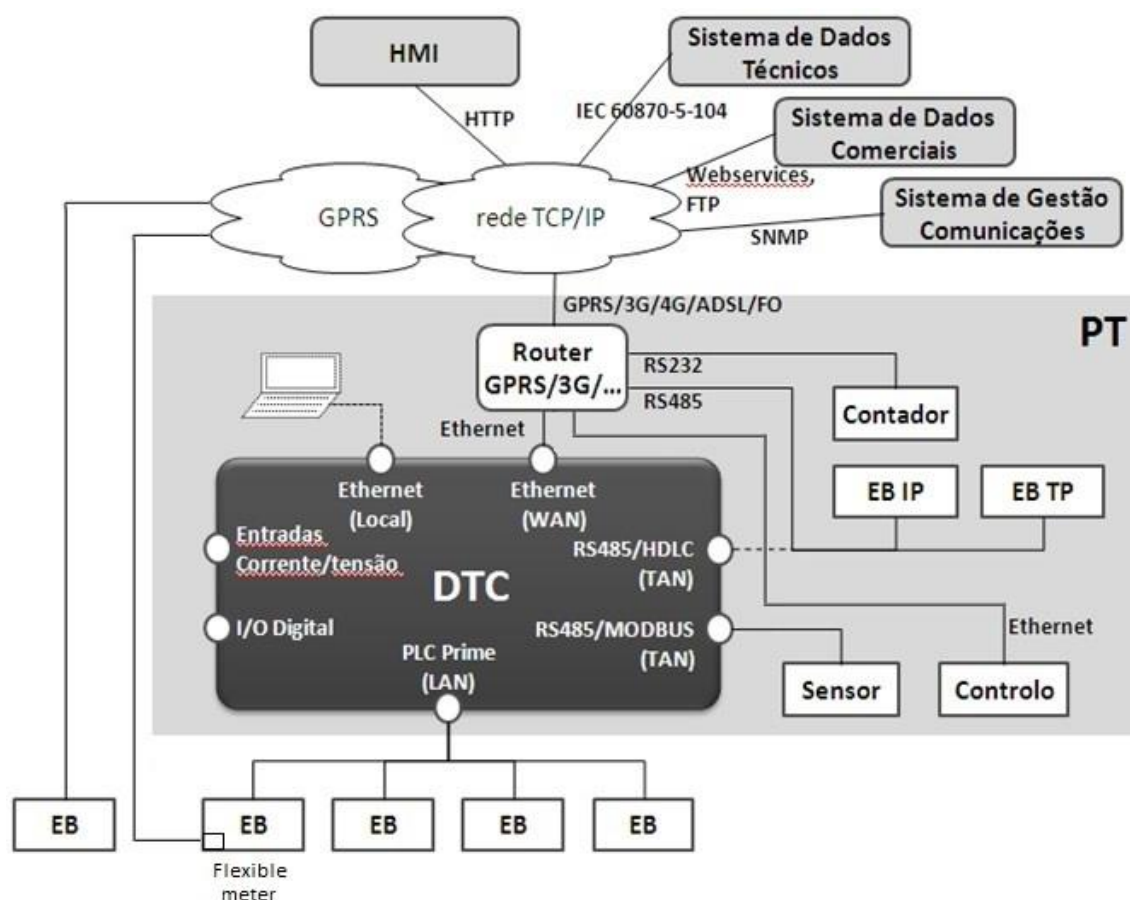 HMI
Sistema de Dados
Técnicos
HTTP
IEC 60870-5-104
Sistema de Dados
Comerciais
Webservices,
FTP
GPRS
rede TCP/IP
Sistema de Gestão
Comunicações
SNMP
GPRS/3G/4G/ADSL/FO
PT
Router
GPRS/3G/...
RS232
RS485
Contador
Ethernet
EB IP
EB TP
Ethernet
(Local)
Ethernet
(WAN)
Entradas
Corrente/tensão
RS485/HDLC
(TAN)
DTC
I/O Digital
RS485/MODBUS
(TAN)
Ethernet
PLC Prime
(LAN)
Sensor
Controlo
EB
EB
EB
EB
EB
Flexible
meter